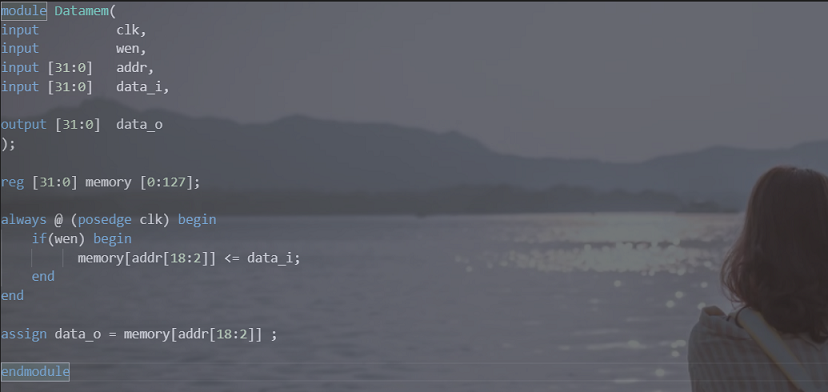 module Datamem(
input          clk,
input          wen,
input [31:0]   addr,
input [31:0]   data_i,
output [31:0]  data_o
);
reg [31:0] memory [0:127];
always @ (posedge clk) begin
    if(wen) begin
          memory[addr[18:2]] <= data_i;
    end
end
assign data_o = memory[addr[18:2]] ;
endmodule